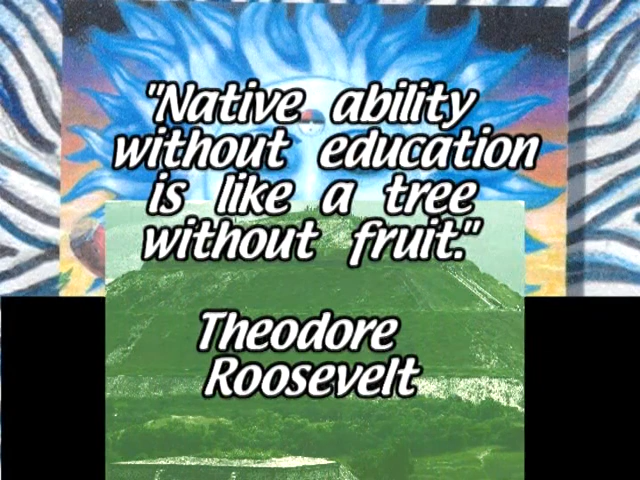 "Native ability
without education
is like a tree
without fruit."
Theodore
Roosevelt